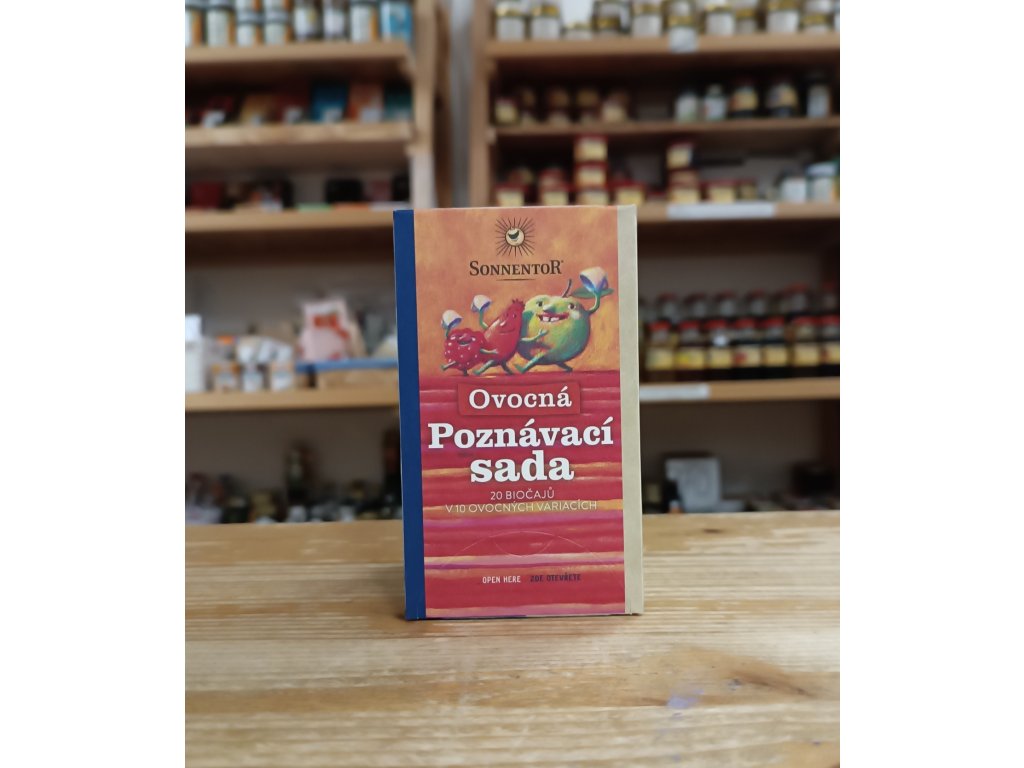 SONNENTOR®
Ovocná
Poznávací
sada
20 BIOČAJŮ
V 10 OVOCNÝCH VARIACÍCH
OPEN HERE ZDE OTEVŘETE